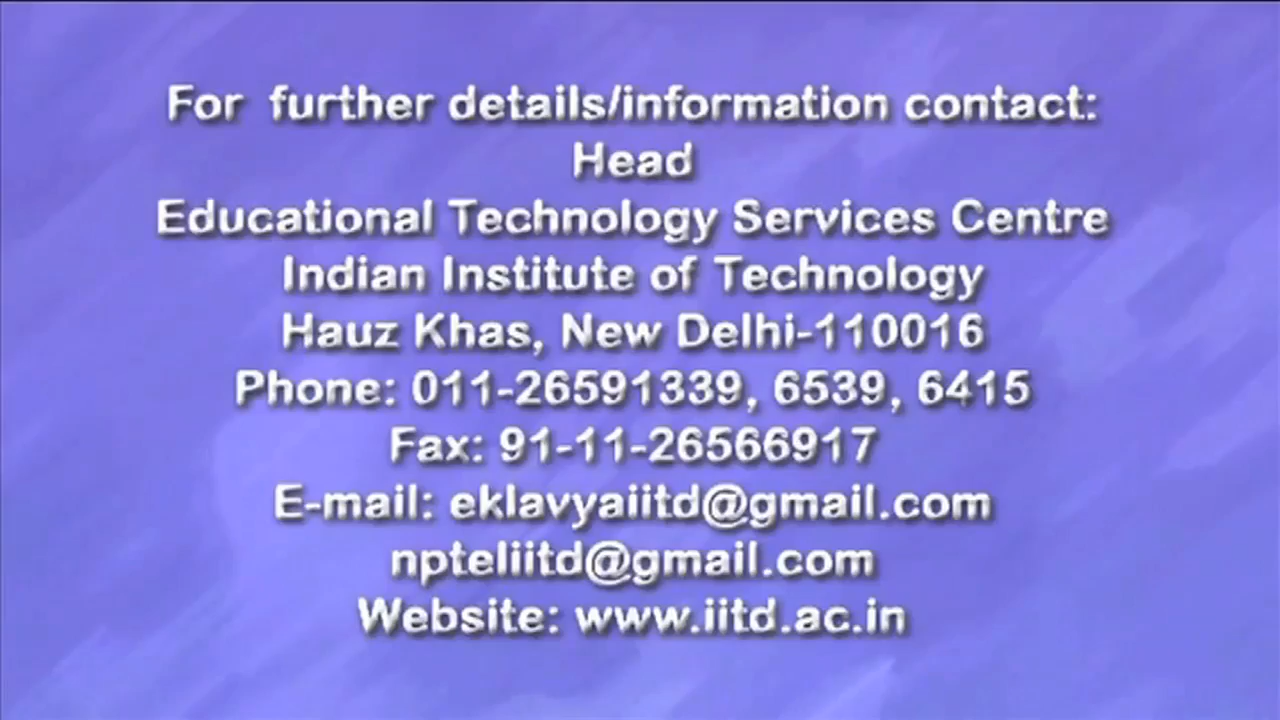 For further details/information contact:
Head
Educational Technology Services Centre
Indian Institute of Technology
Hauz Khas, New Delhi-110016
Phone: 011-26591339, 6539, 6415
Fax: 91-11-26566917
E-mail: eklavyaiitd@gmail.com
npteliitd@gmail.com
Website: www.iitd.ac.in